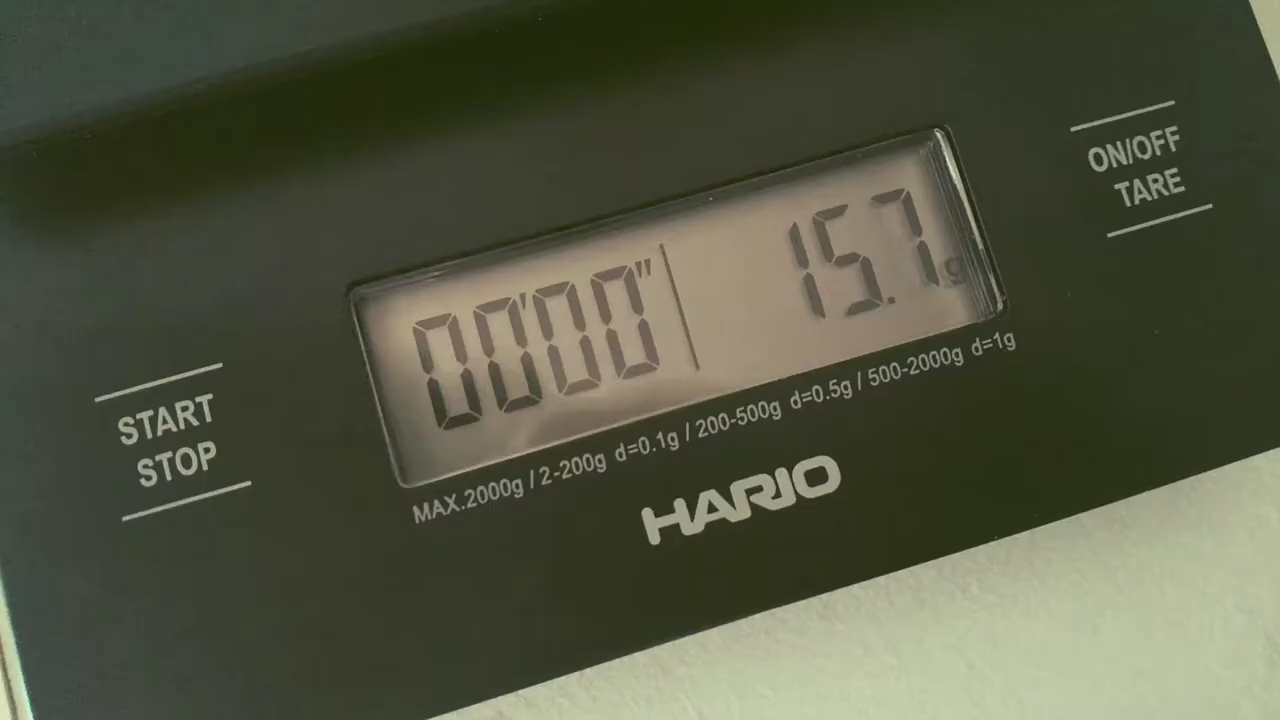 START
STOP
00'00" 15.7g
ON/OFF
TARE
MAX.2000g / 2-200g d=0.1g / 200-500g d=0.5g / 500-2000g d=1g
HARIO